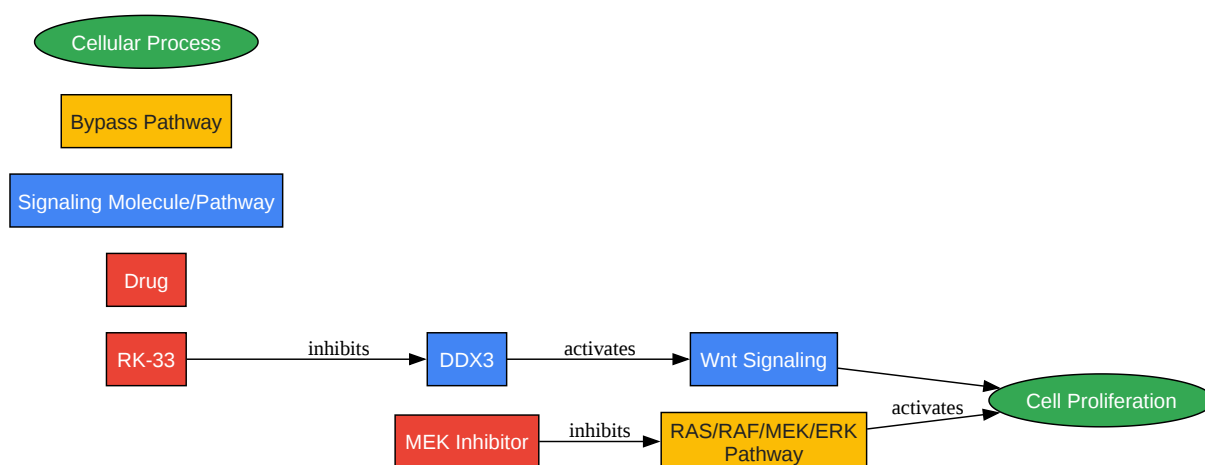 Cellular Process
Bypass Pathway
Signaling Molecule/Pathway
Drug
RK-33
inhibits
DDX3
activates
Wnt Signaling
MEK Inhibitor
inhibits
RAS/RAF/MEK/ERK
Pathway
activates
Cell Proliferation